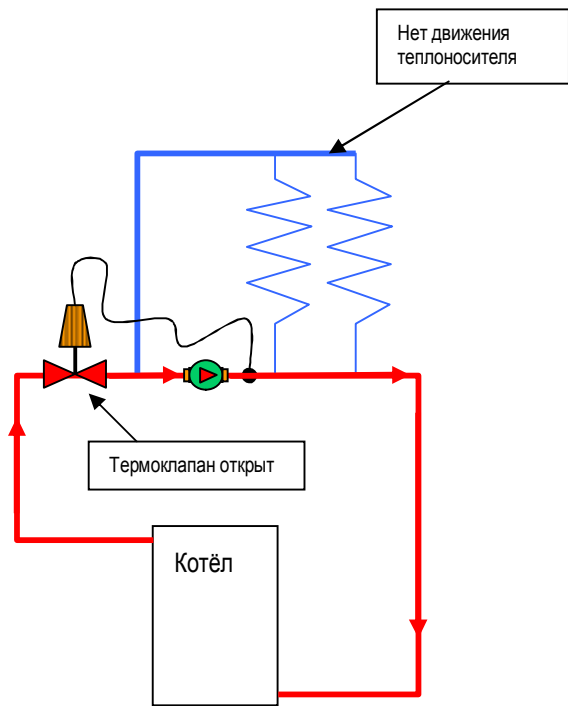 Нет движения
теплоносителя
Термоклапан открыт
Котёл